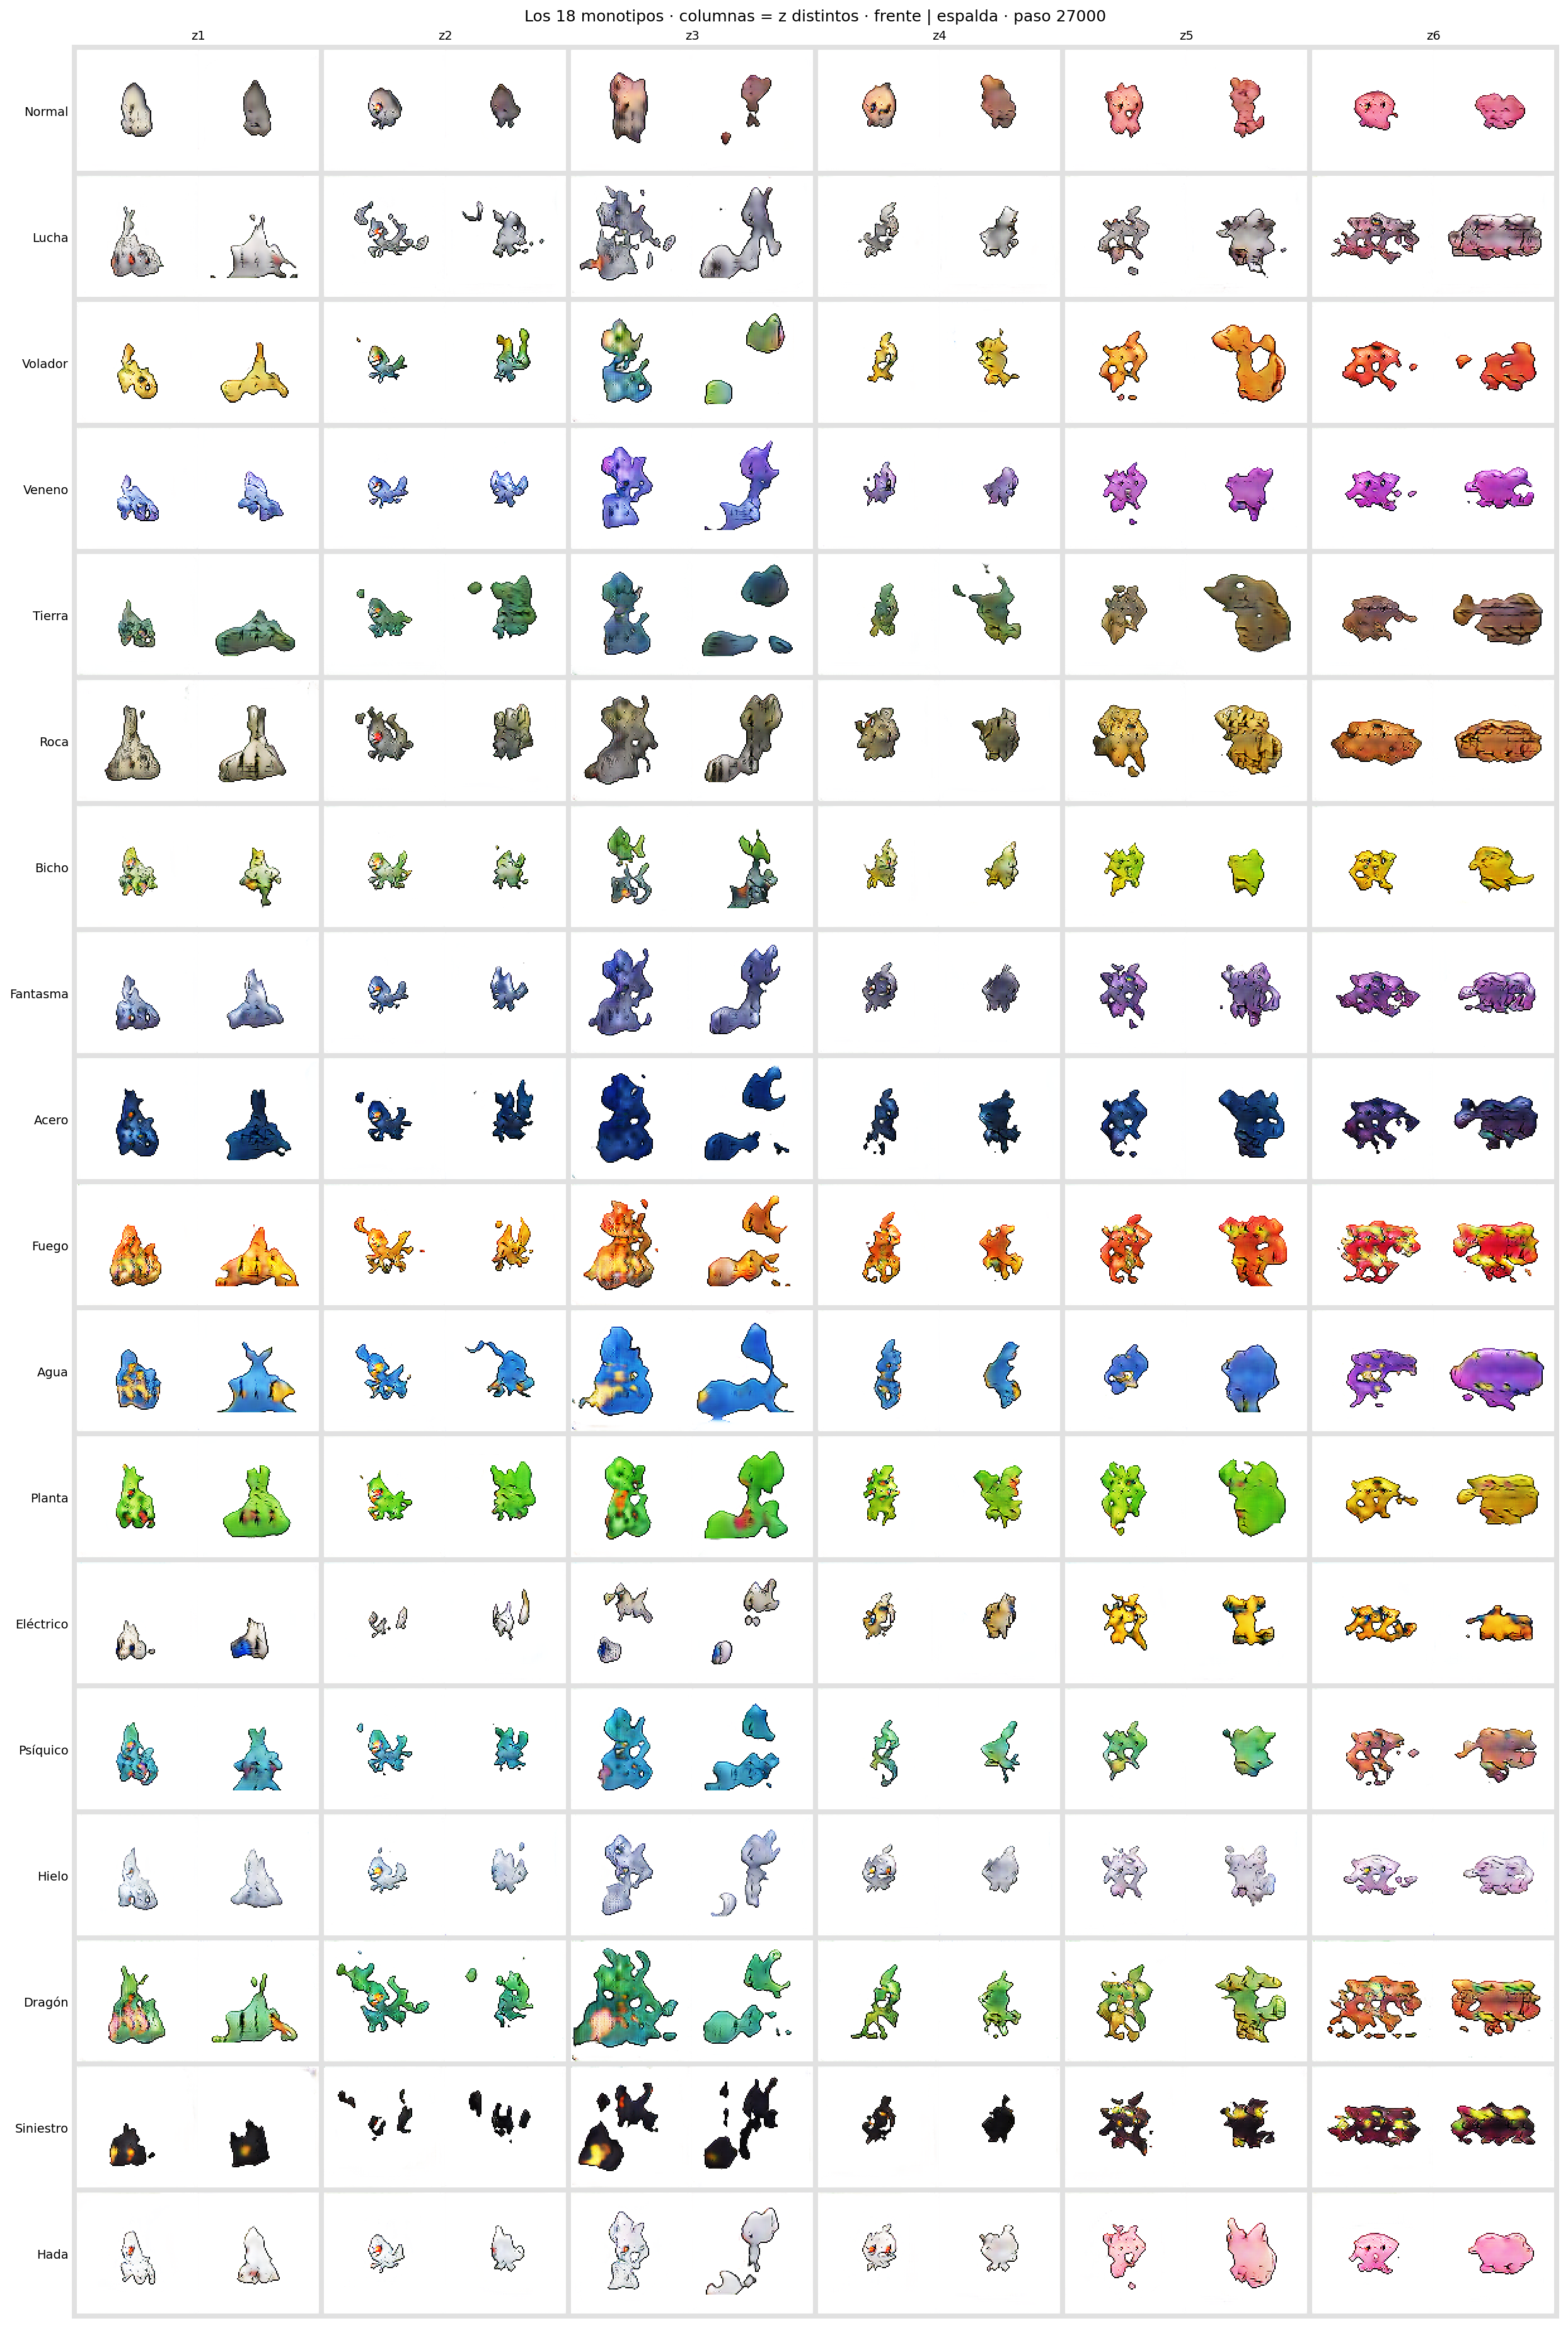 Los 18 monotipos · columnas = z distintos · frente | espalda · paso 27000
z1 z2 z3 z4 z5 z6
Normal
Lucha
Volador
Veneno
Tierra
Roca
Bicho
Fantasma
Acero
Fuego
Agua
Planta
Eléctrico
Psíquico
Hielo
Dragón
Siniestro
Hada